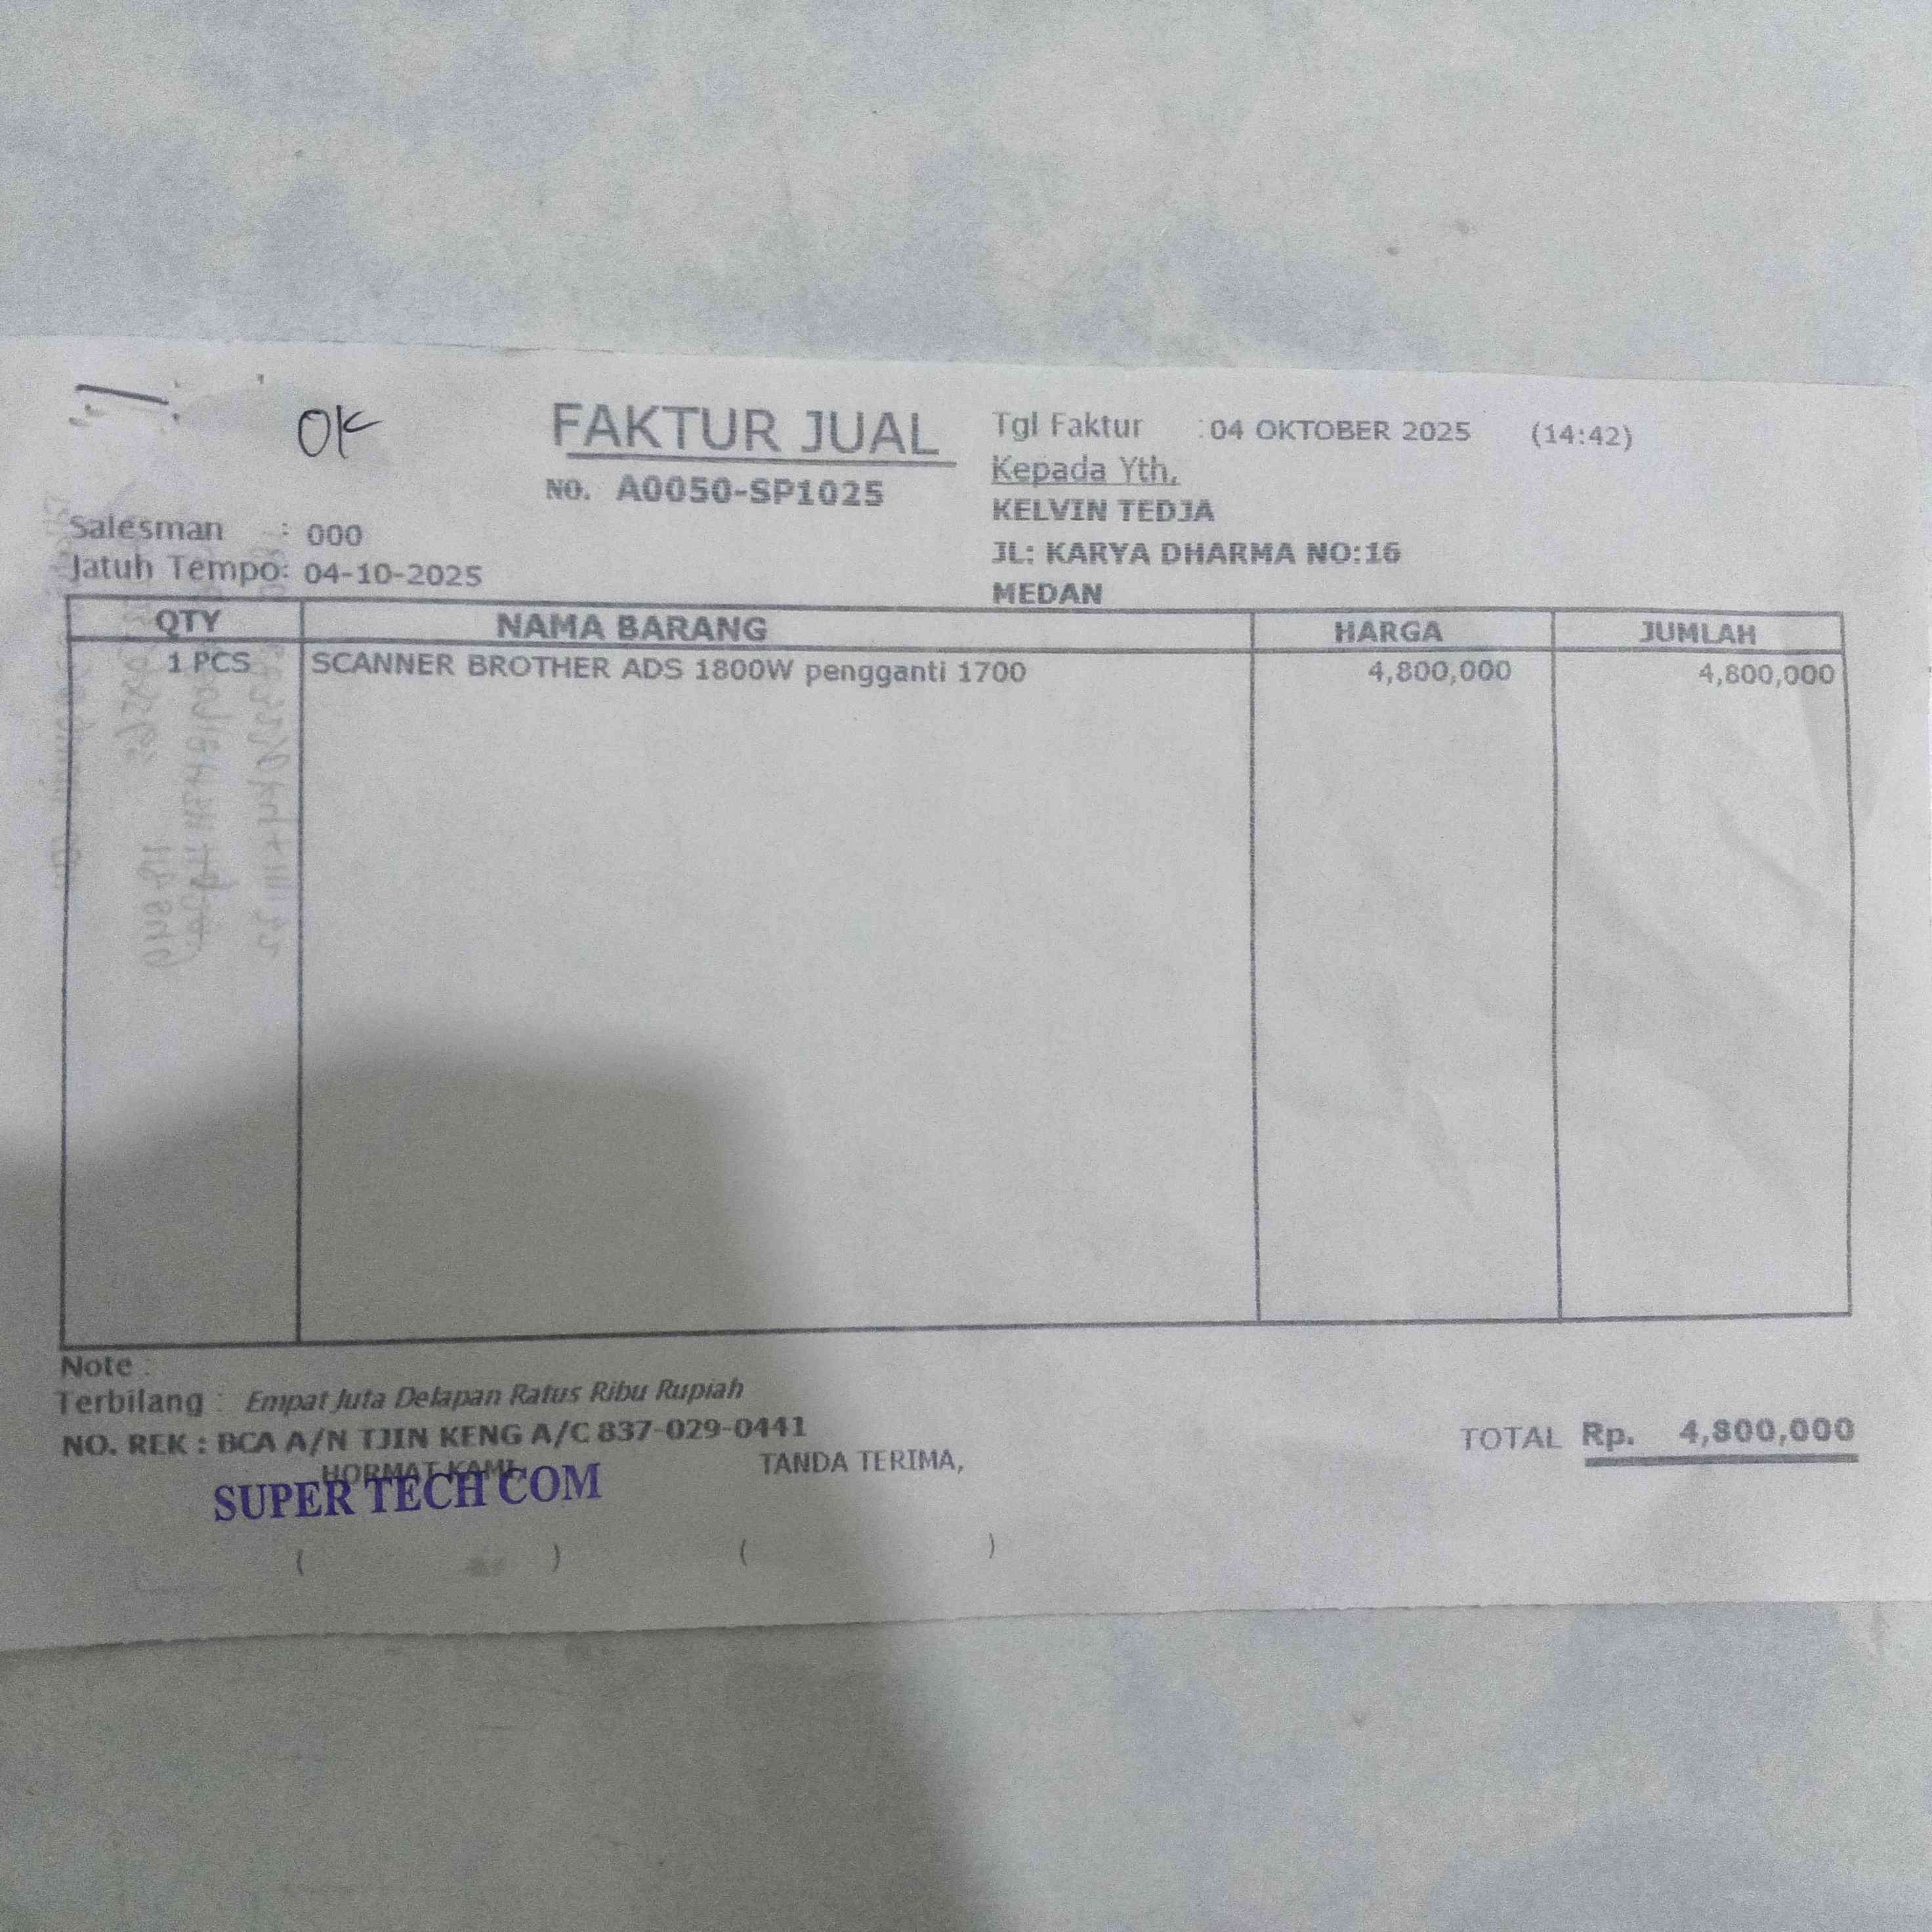 OK
FAKTUR JUAL
NO. A0050-SP1025
Tgl Faktur : 04 OKTOBER 2025 (14:42)
Kepada Yth,
KELVIN TEDJA
JL: KARYA DHARMA NO:16
MEDAN
Salesman : 000
Jatuh Tempo: 04-10-2025
QTY NAMA BARANG HARGA JUMLAH
1 PCS SCANNER BROTHER ADS 1800W pengganti 1700 4,800,000 4,800,000
Note :
Terbilang : Empat Juta Delapan Ratus Ribu Rupiah
NO. REK : BCA A/N TJIN KENG A/C 837-029-0441
TOTAL Rp. 4,800,000
HORMAT KAMI, TANDA TERIMA,
SUPER TECH COM
( ) ( )